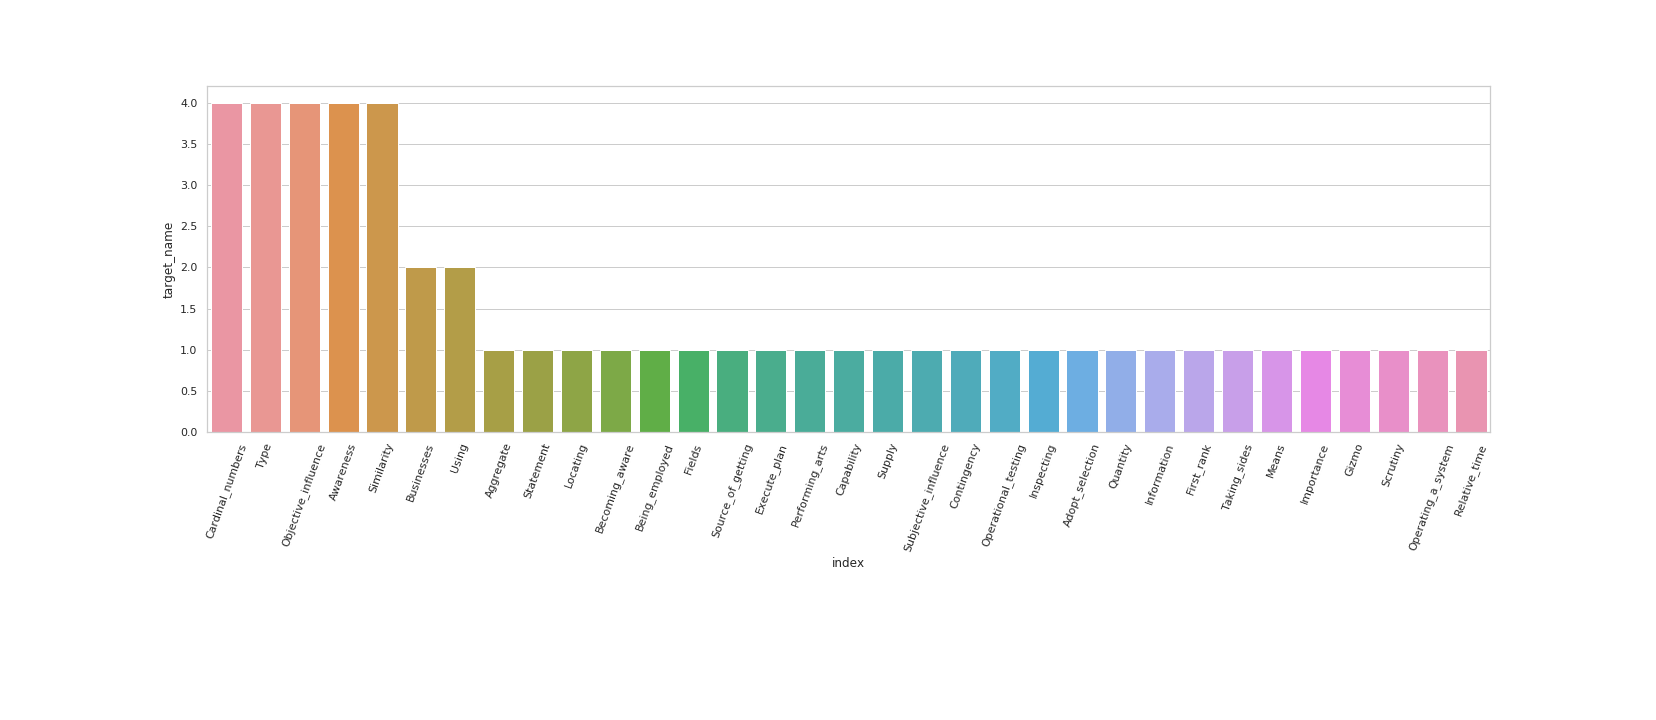 4.0
3.5
3.0
2.5
2.0
1.5
1.0
0.5
0.0
target_name
Cardinal_numbers
Type
Objective_influence
Awareness
Similarity
Businesses
Using
Aggregate
Statement
Locating
Becoming_aware
Being_employed
Fields
Source_of_getting
Execute_plan
Performing_arts
Capability
Supply
Subjective_influence
Contingency
Operational_testing
Inspecting
Adopt_selection
Quantity
Information
First_rank
Taking_sides
Means
Importance
Gizmo
Scrutiny
Operating_a_system
Relative_time
index